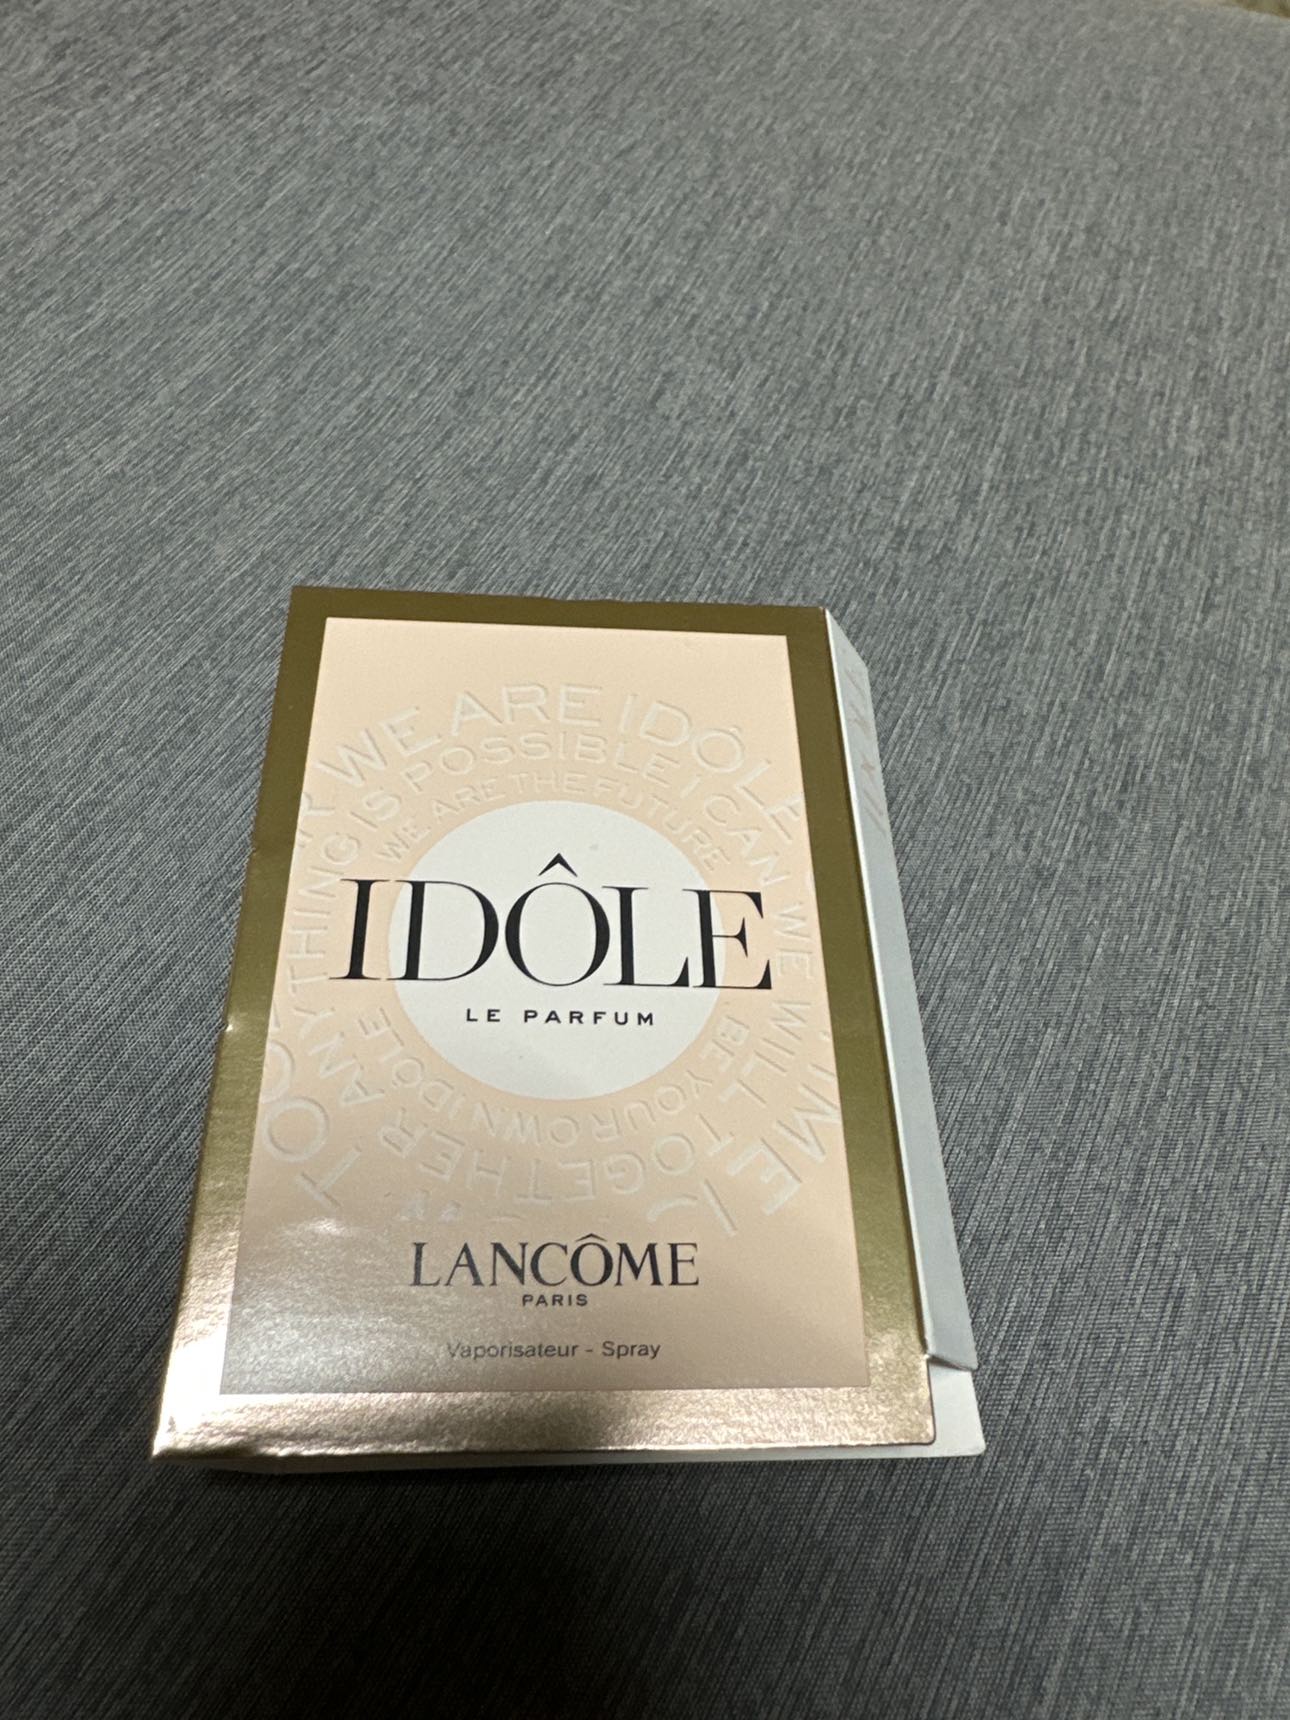 WE ARE IDÔLE
ANYTHING IS POSSIBLE I CAN WE WILL
WE ARE THE FUTURE
IDÔLE
LE PARFUM
BE YOUR OWN IDÔLE
TOGETHER
LANCÔME
PARIS
Vaporisateur - Spray